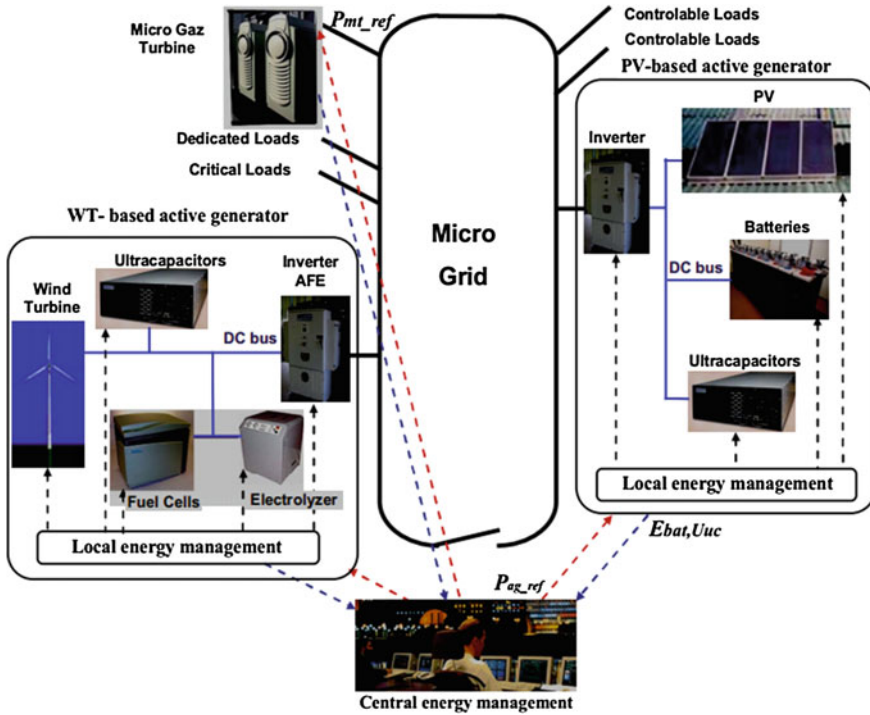 Micro Gaz
Turbine
Pmt_ref
Controlable Loads
Controlable Loads
PV-based active generator
PV
Inverter
Dedicated Loads
Critical Loads
WT- based active generator
Micro
Grid
Batteries
DC bus
Ultracapacitors
Inverter
AFE
Wind
Turbine
DC bus
Ultracapacitors
Fuel Cells
Electrolyzer
Local energy management
Local energy management
Ebat,Uuc
Pag_ref
Central energy management